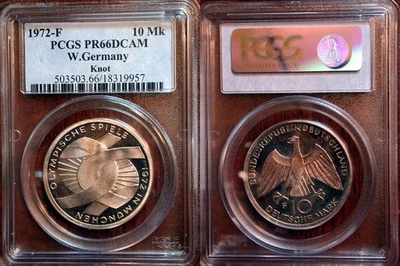 1972-F 10 Mk
PCGS PR66DCAM
W.Germany
Knot
503503.66/18319957
OLYMPISCHE SPIELE 1972 IN MÜNCHEN
PCGS
BUNDESREPUBLIK DEUTSCHLAND
F
10
DEUTSCHE MARK